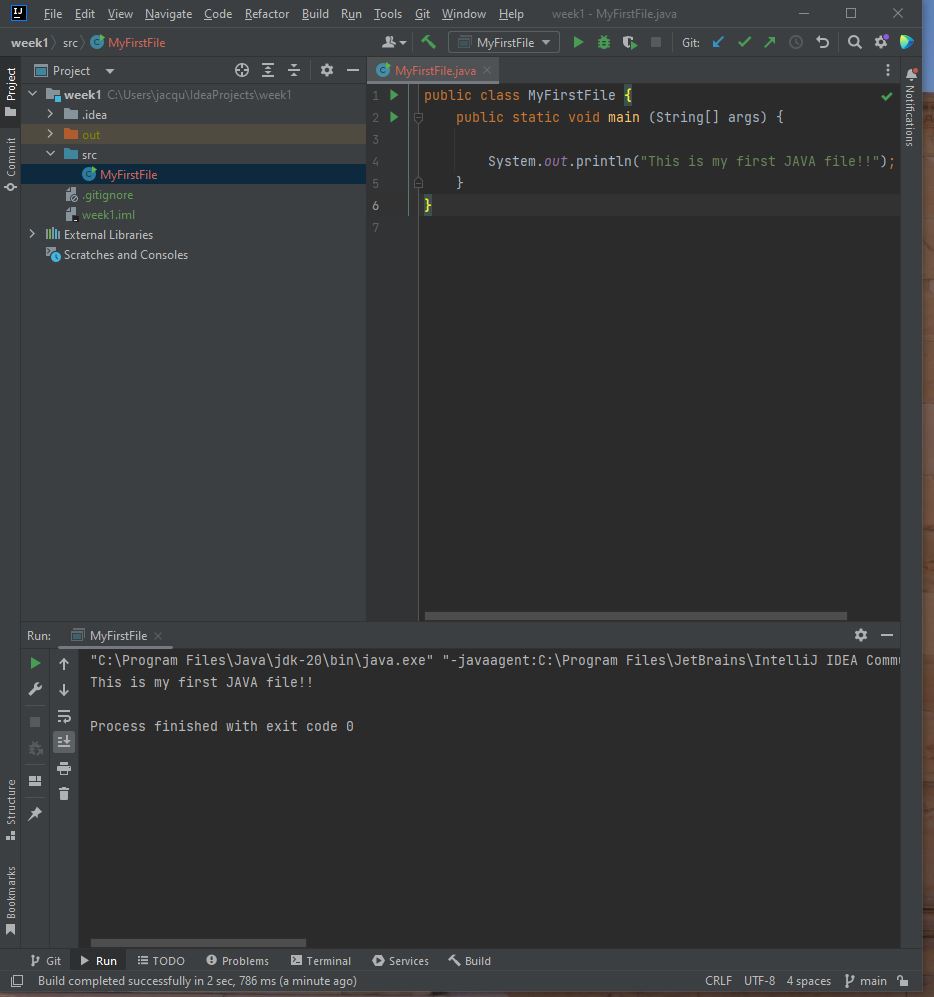 IJ File Edit View Navigate Code Refactor Build Run Tools Git Window Help week1 - MyFirstFile.java
week1 src MyFirstFile MyFirstFile Git:
Project Project MyFirstFile.java
week1 C:\Users\jacqu\IdeaProjects\week1
.idea
out
src
MyFirstFile
.gitignore
week1.iml
External Libraries
Scratches and Consoles
Commit
1 public class MyFirstFile {
2 public static void main (String[] args) {
3
4 System.out.println("This is my first JAVA file!!");
5 }
6 }
7
Notifications
Run: MyFirstFile
"C:\Program Files\Java\jdk-20\bin\java.exe" "-javaagent:C:\Program Files\JetBrains\IntelliJ IDEA Comm
This is my first JAVA file!!
Process finished with exit code 0
Structure
Bookmarks
Git Run TODO Problems Terminal Services Build
Build completed successfully in 2 sec, 786 ms (a minute ago) CRLF UTF-8 4 spaces main